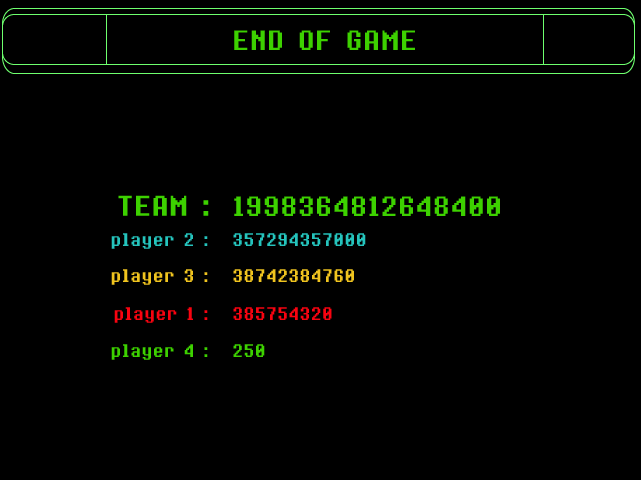 END OF GAME
TEAM : 1998364812648400
player 2 : 357294357000
player 3 : 38742384760
player 1 : 385754320
player 4 : 250